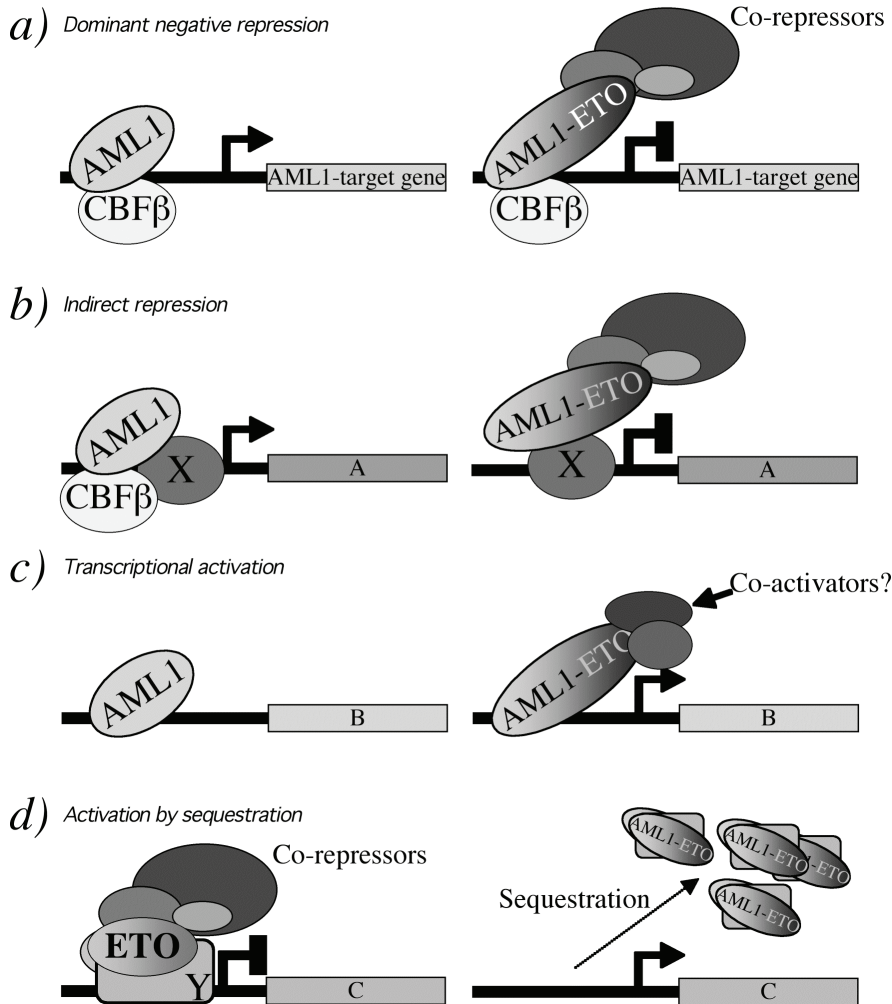 a) Dominant negative repression
Co-repressors
AML1
CBFβ
AML1-target gene
AML1-ETO
CBFβ
AML1-target gene
b) Indirect repression
AML1
CBFβ
X
A
AML1-ETO
X
A
c) Transcriptional activation
Co-activators?
AML1
B
AML1-ETO
B
d) Activation by sequestration
Co-repressors
ETO
Y
C
Sequestration
AML1-ETO
AML1-ETO
1-ETO
AML1-ETO
C